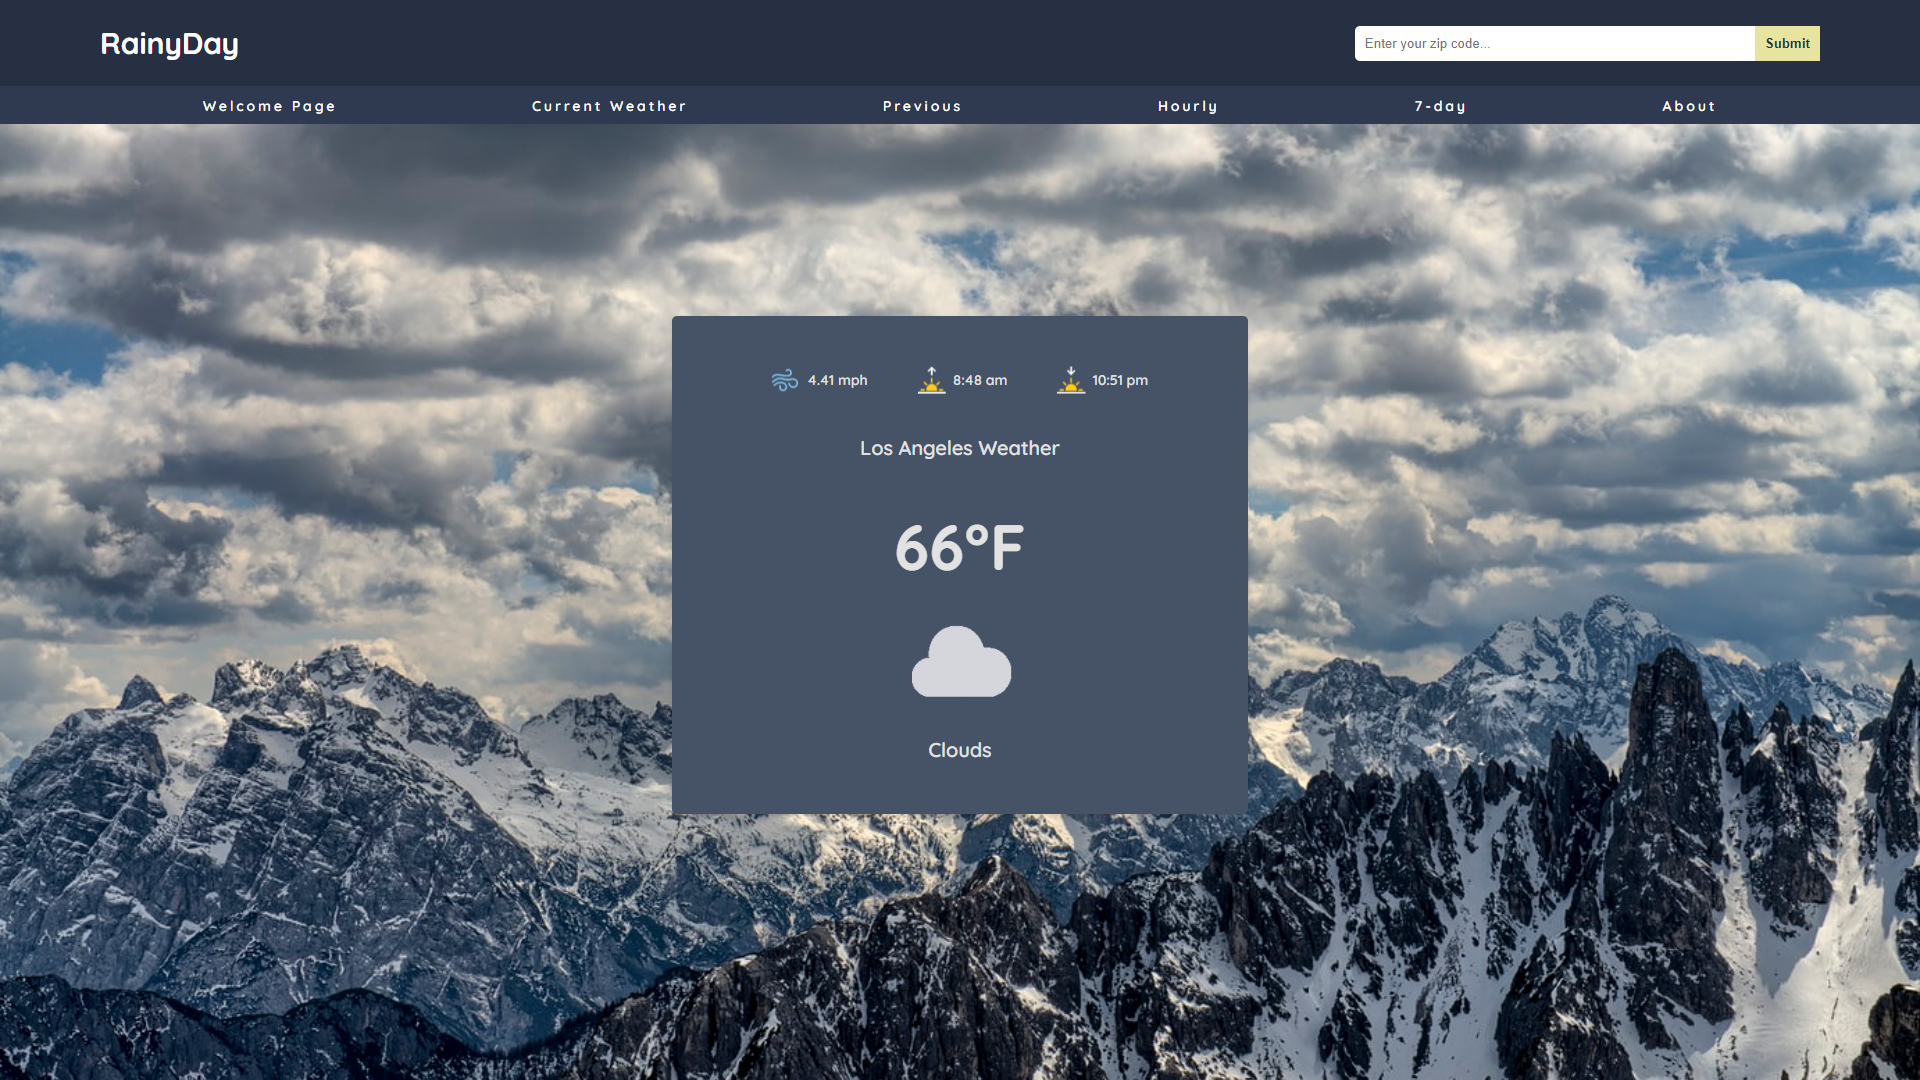 RainyDay
Enter your zip code...
Submit
Welcome Page
Current Weather
Previous
Hourly
7-day
About
4.41 mph
8:48 am
10:51 pm
Los Angeles Weather
66°F
Clouds